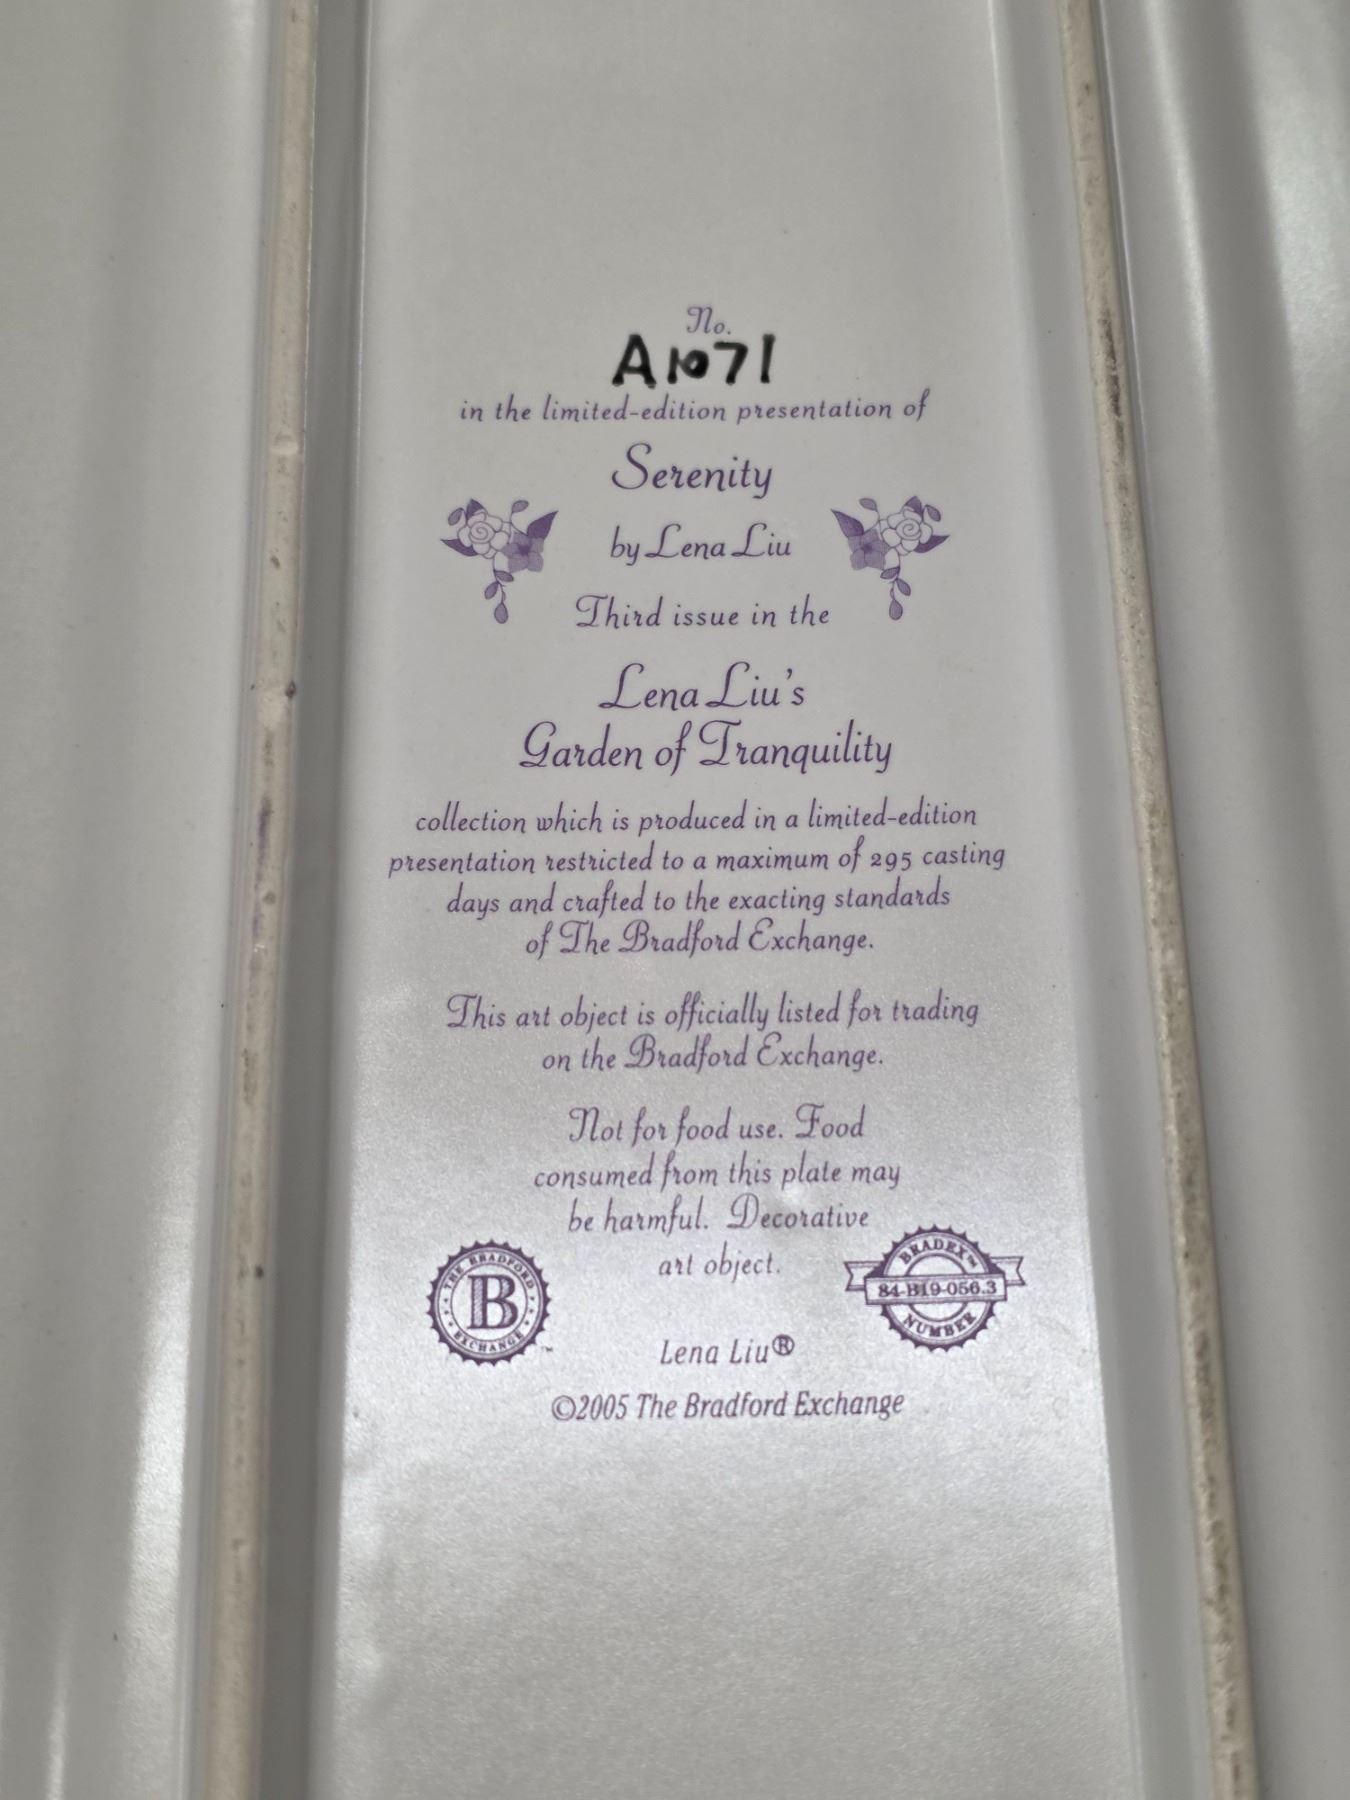 No.
A1071
in the limited-edition presentation of
Serenity
by Lena Liu
Third issue in the
Lena Liu's
Garden of Tranquility
collection which is produced in a limited-edition
presentation restricted to a maximum of 295 casting
days and crafted to the exacting standards
of The Bradford Exchange.
This art object is officially listed for trading
on the Bradford Exchange.
Not for food use. Food
consumed from this plate may
be harmful. Decorative
art object.
THE BRADFORD
B
EXCHANGE
™
BRADEX™
84-B19-056.3
NUMBER
Lena Liu®
©2005 The Bradford Exchange